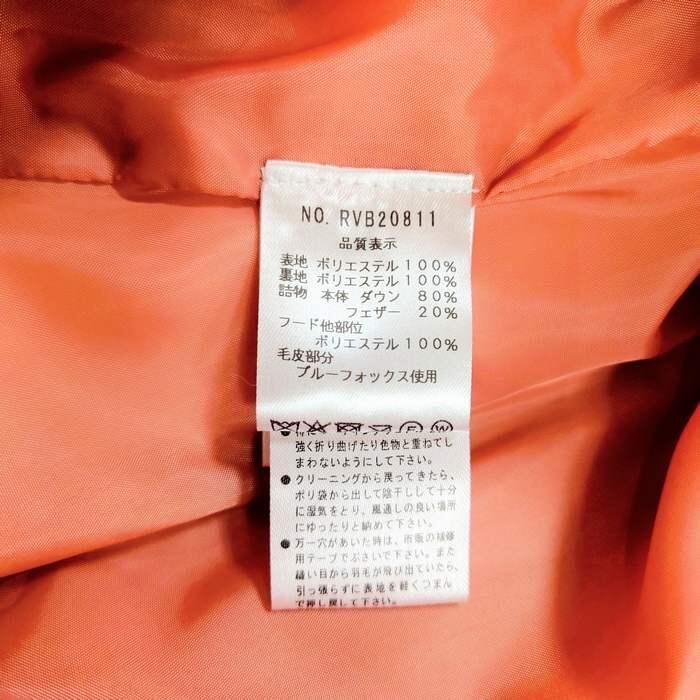 NO. RVB20811
品質表示
表地 ポリエステル 100%
裏地 ポリエステル 100%
詰物 本体 ダウン 80%
フェザー 20%
フード他部位
ポリエステル 100%
毛皮部分
ブルーフォックス使用
強く折り曲げたり色物と重ねてし
まわないようにして下さい。
クリーニングから戻ってきたら、
ポリ袋から出して陰干しして十分
に湿気をとり、風通しの良い場所
にゆったりと納めて下さい。
万一穴があいた時は、市販の補修
用テープでふさいで下さい。また
縫い目から羽毛が飛び出ていたら、
引っ張らずに表地を軽くつまん
で押し戻して下さい。